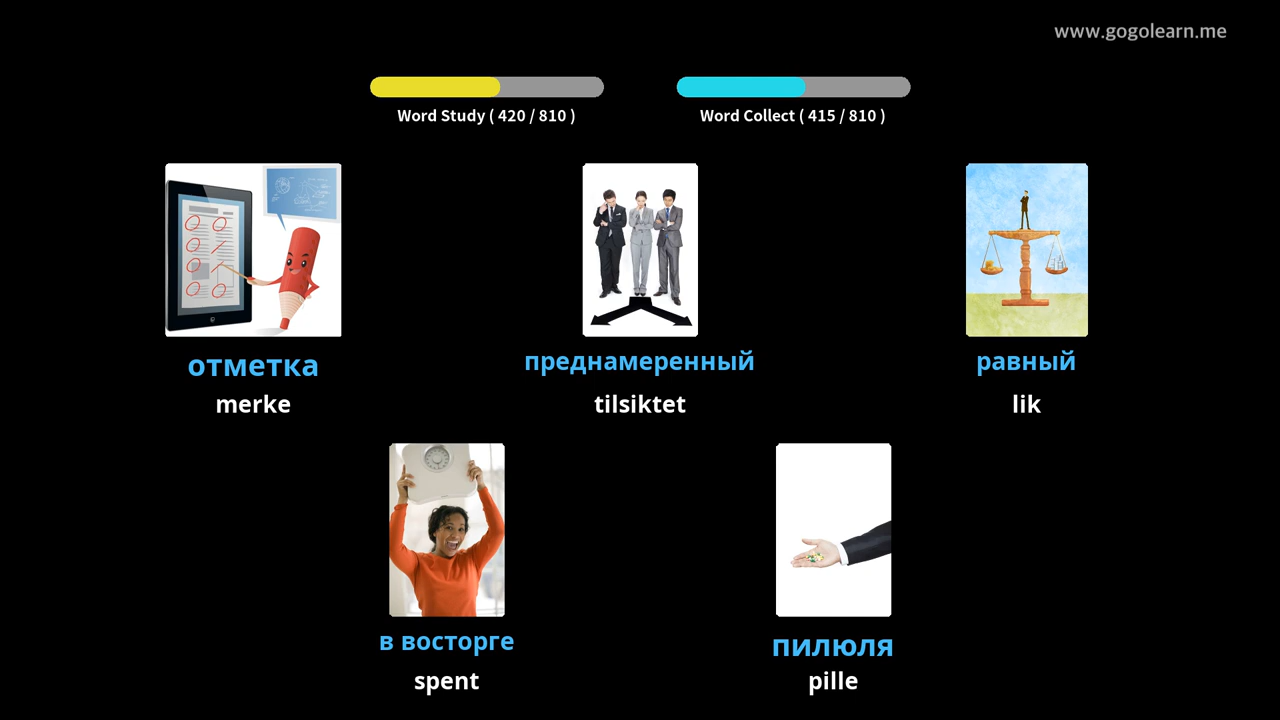 www.gogolearn.me
Word Study ( 420 / 810 )
Word Collect ( 415 / 810 )
отметка
merke
преднамеренный
tilsiktet
равный
lik
в восторге
spent
пилюля
pille